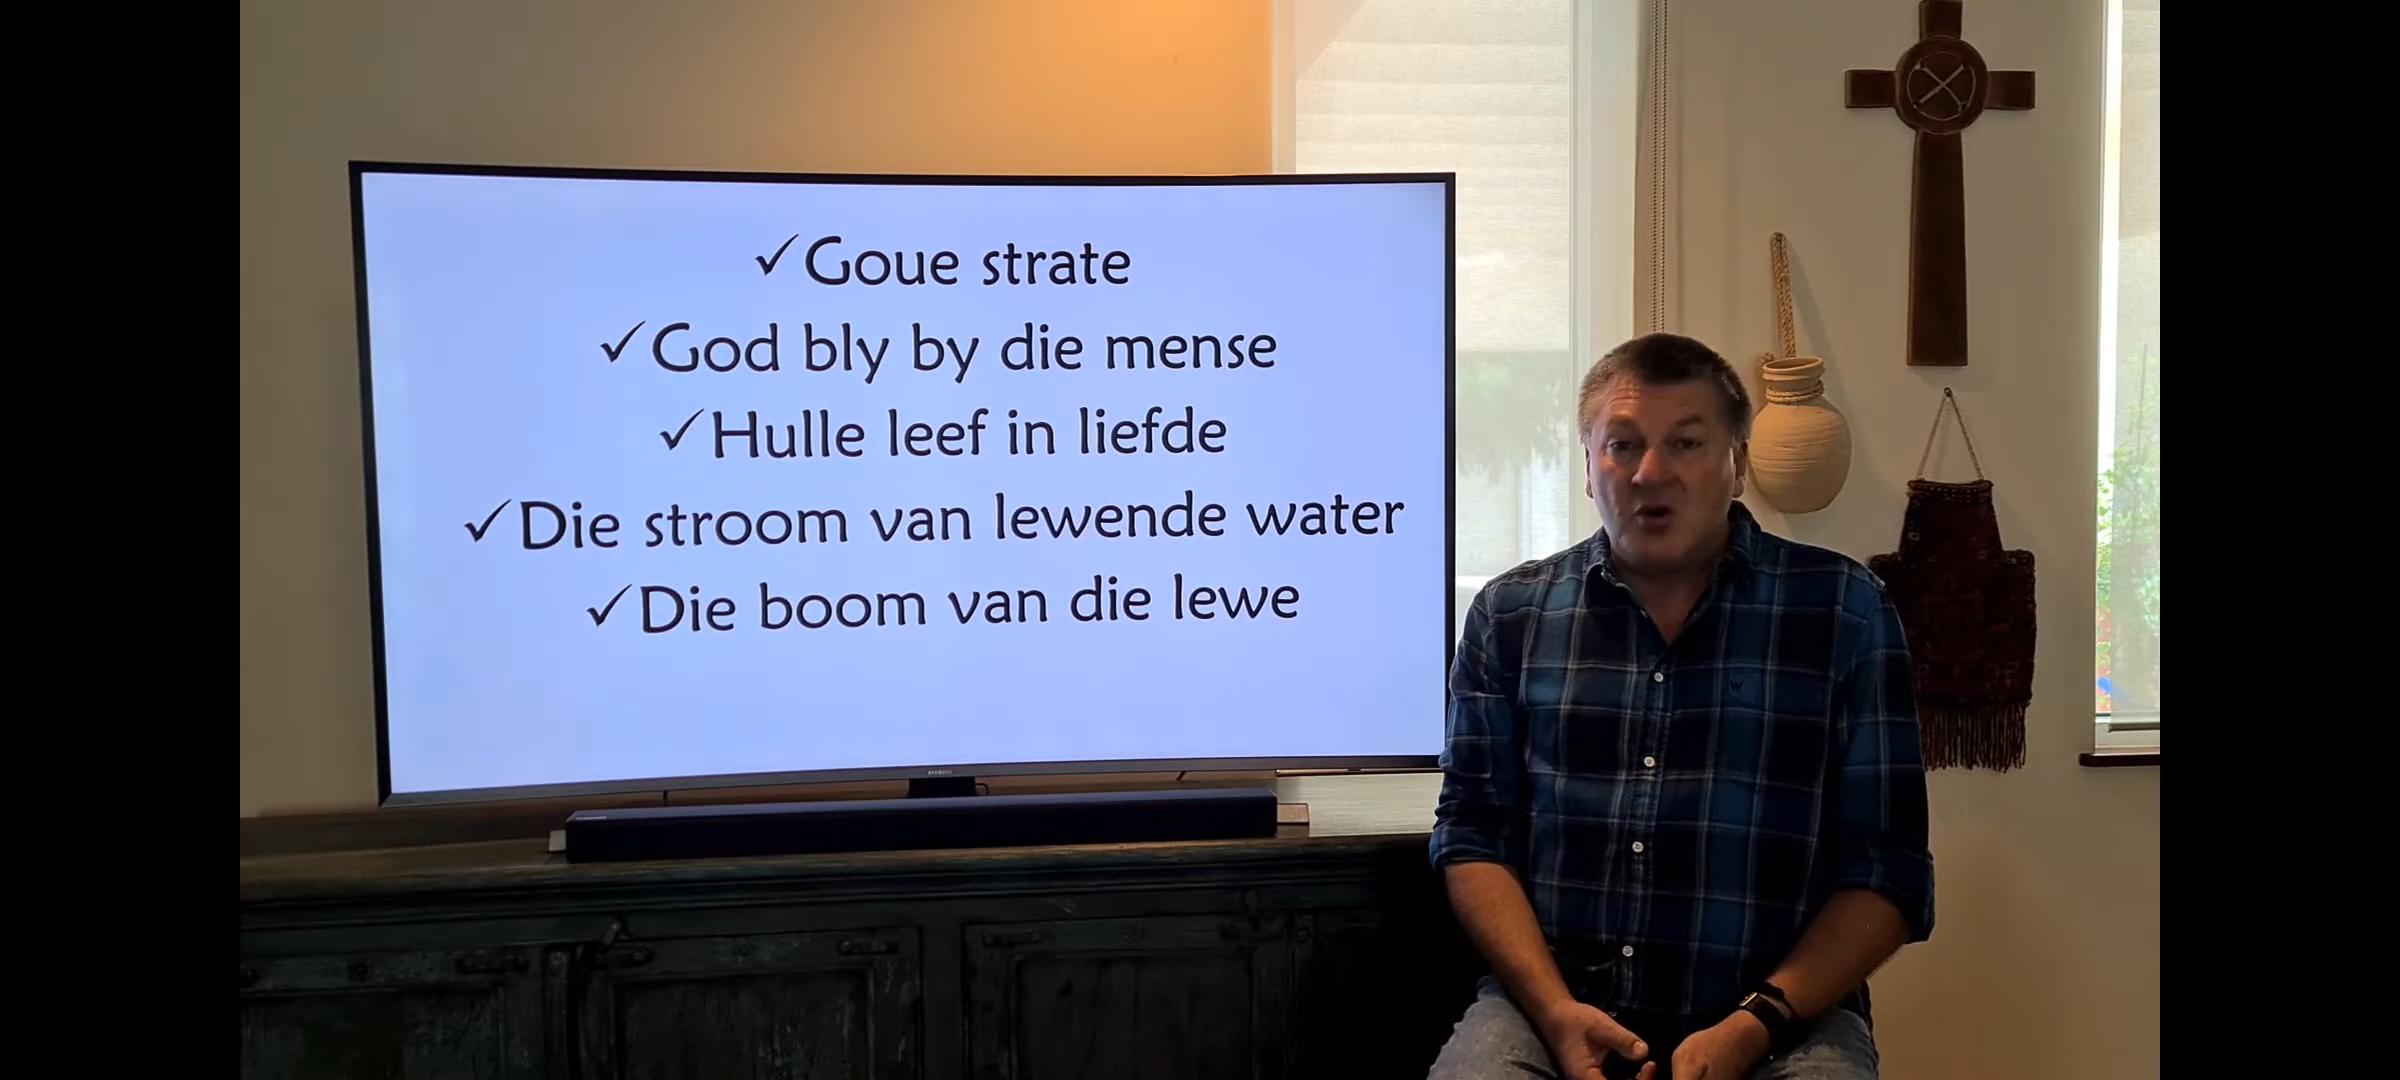 ✓Goue strate
✓God bly by die mense
✓Hulle leef in liefde
✓Die stroom van lewende water
✓Die boom van die lewe
SAMSUNG
W